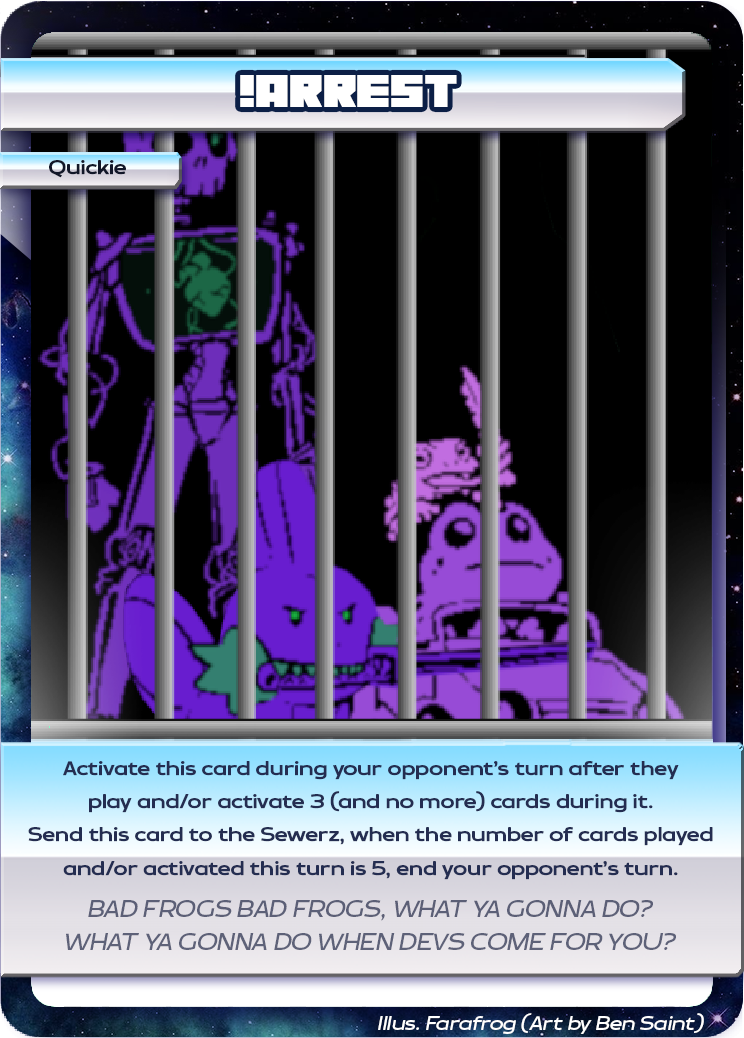 !ARREST
Quickie
Activate this card during your opponent's turn after they
play and/or activate 3 (and no more) cards during it.
Send this card to the Sewerz, when the number of cards played
and/or activated this turn is 5, end your opponent's turn.
BAD FROGS BAD FROGS, WHAT YA GONNA DO?
WHAT YA GONNA DO WHEN DEVS COME FOR YOU?
Illus. Farafrog (Art by Ben Saint)